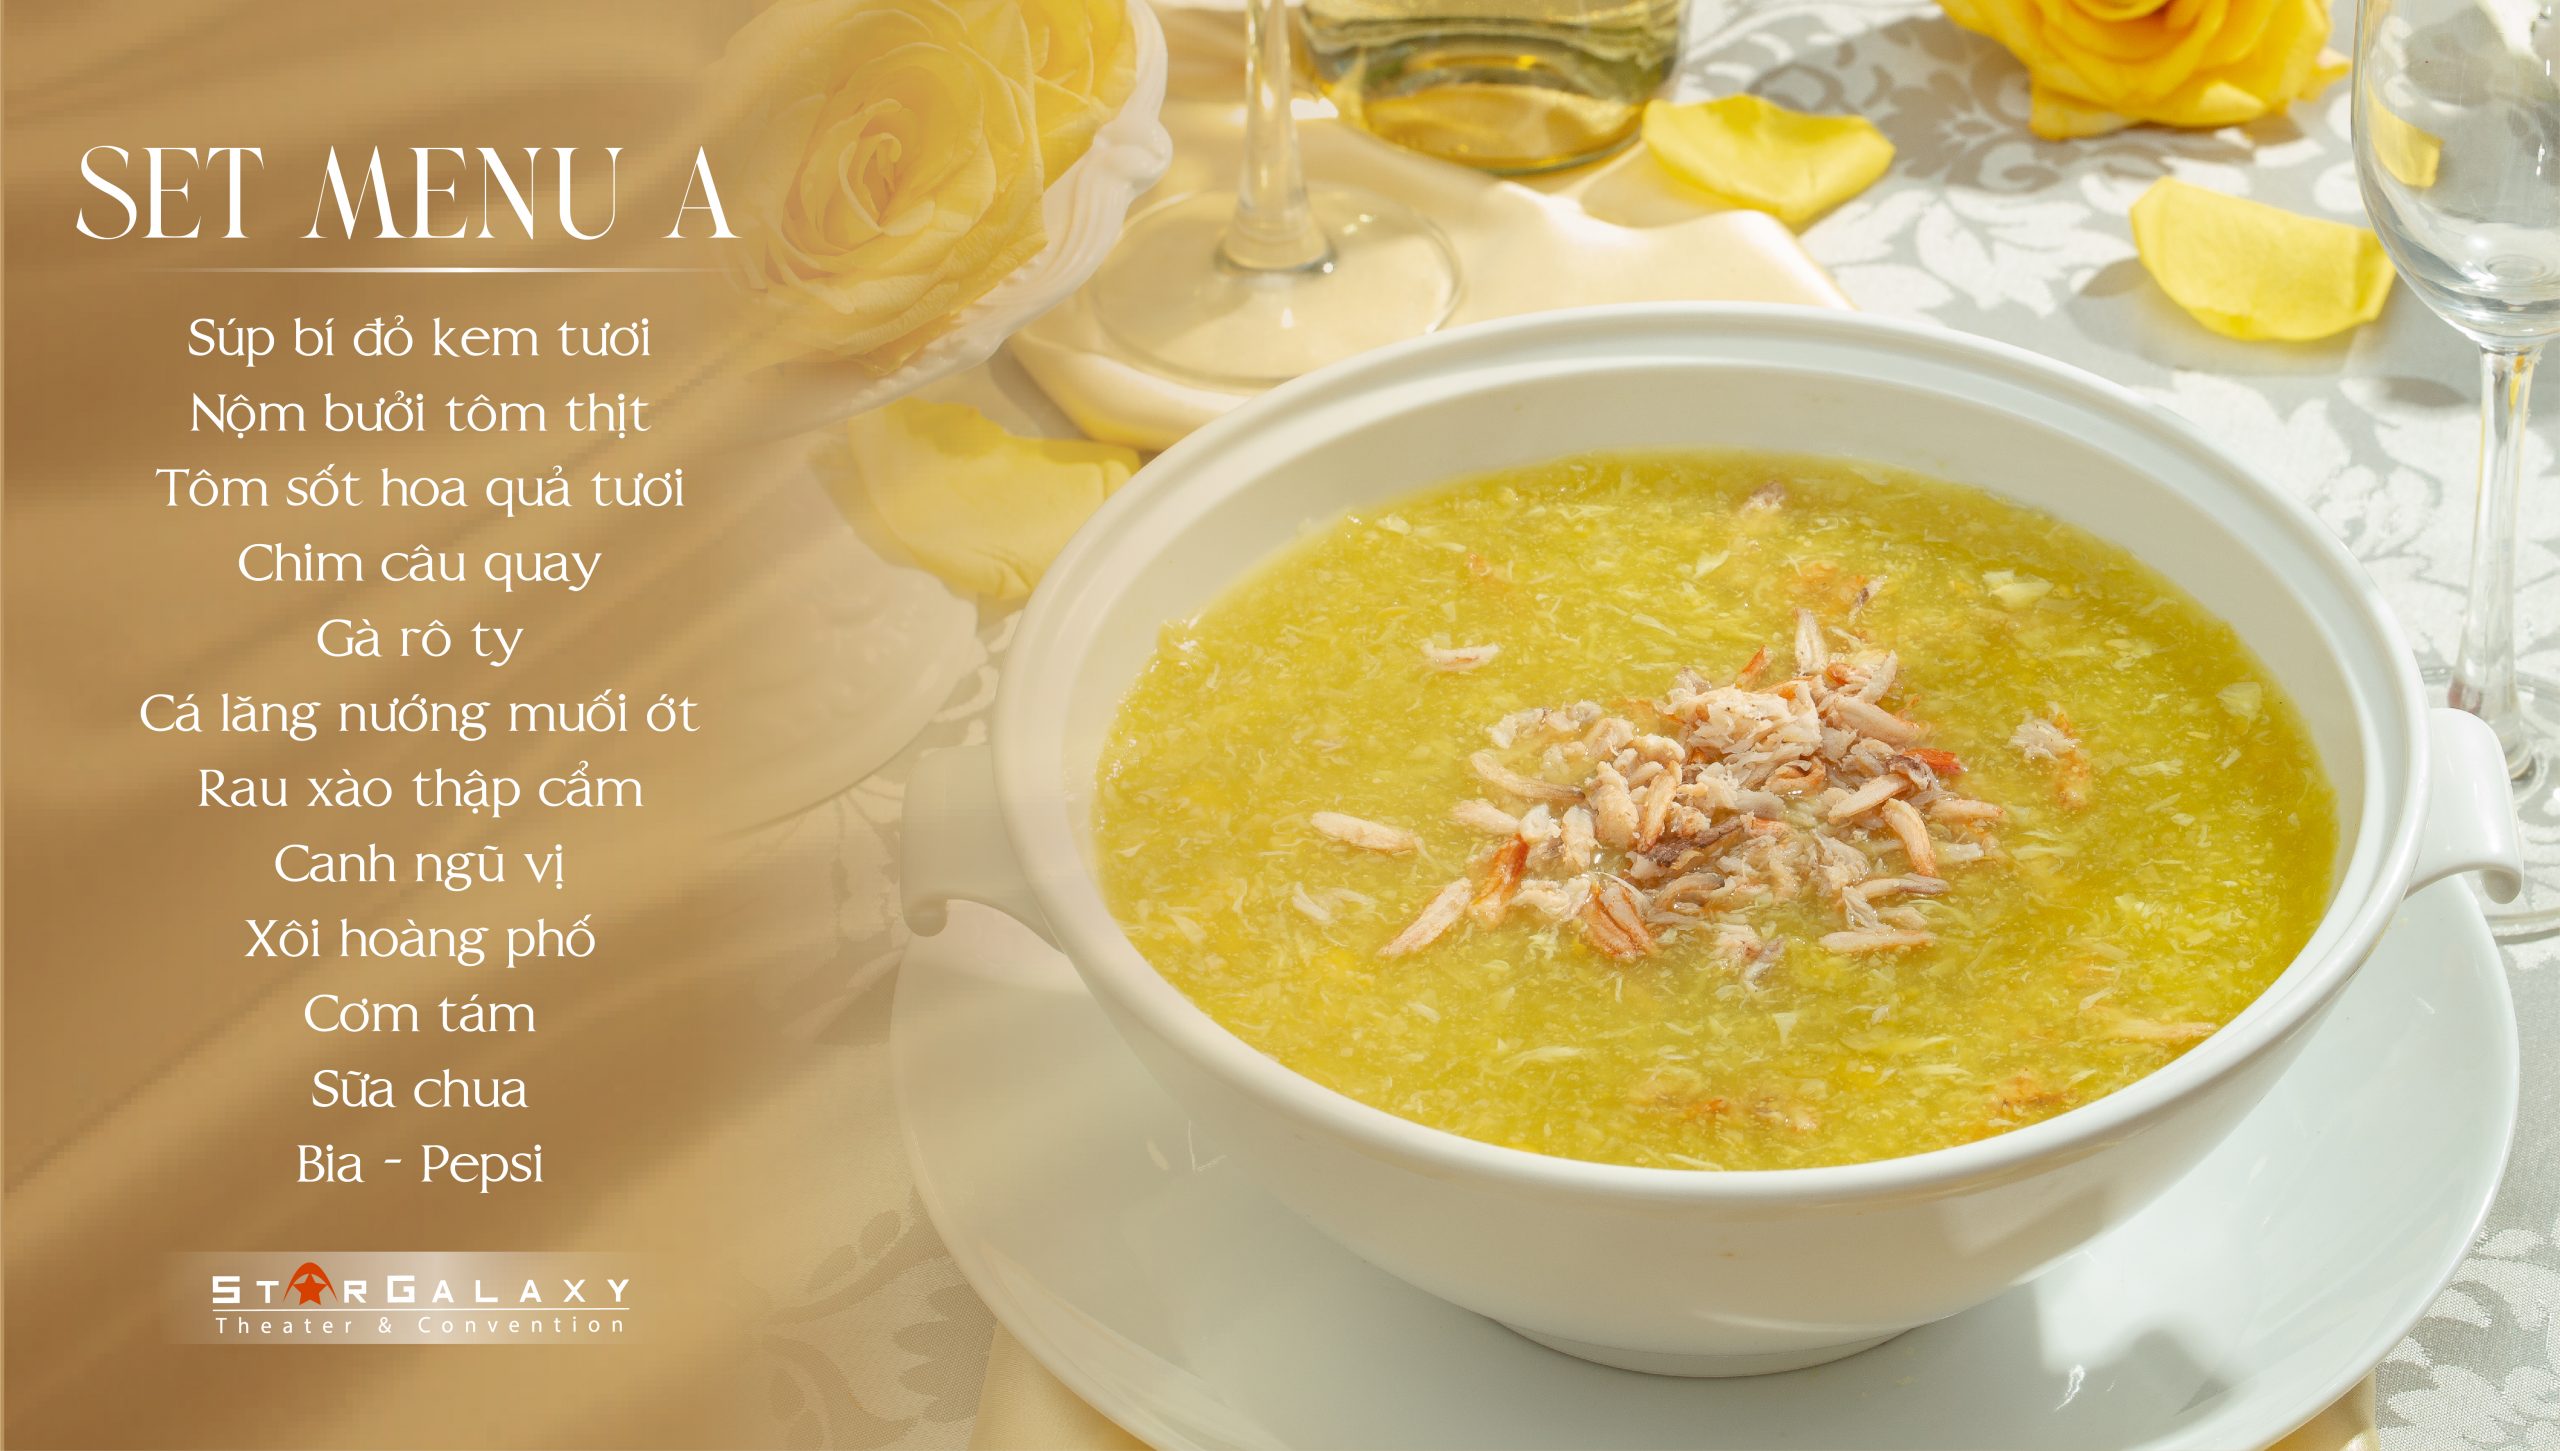 SET MENU A
Súp bí đỏ kem tươi
Nộm bưởi tôm thịt
Tôm sốt hoa quả tươi
Chim câu quay
Gà rô ty
Cá lăng nướng muối ớt
Rau xào thập cẩm
Canh ngũ vị
Xôi hoàng phố
Cơm tám
Sữa chua
Bia - Pepsi
STARGALAXY
Theater & Convention